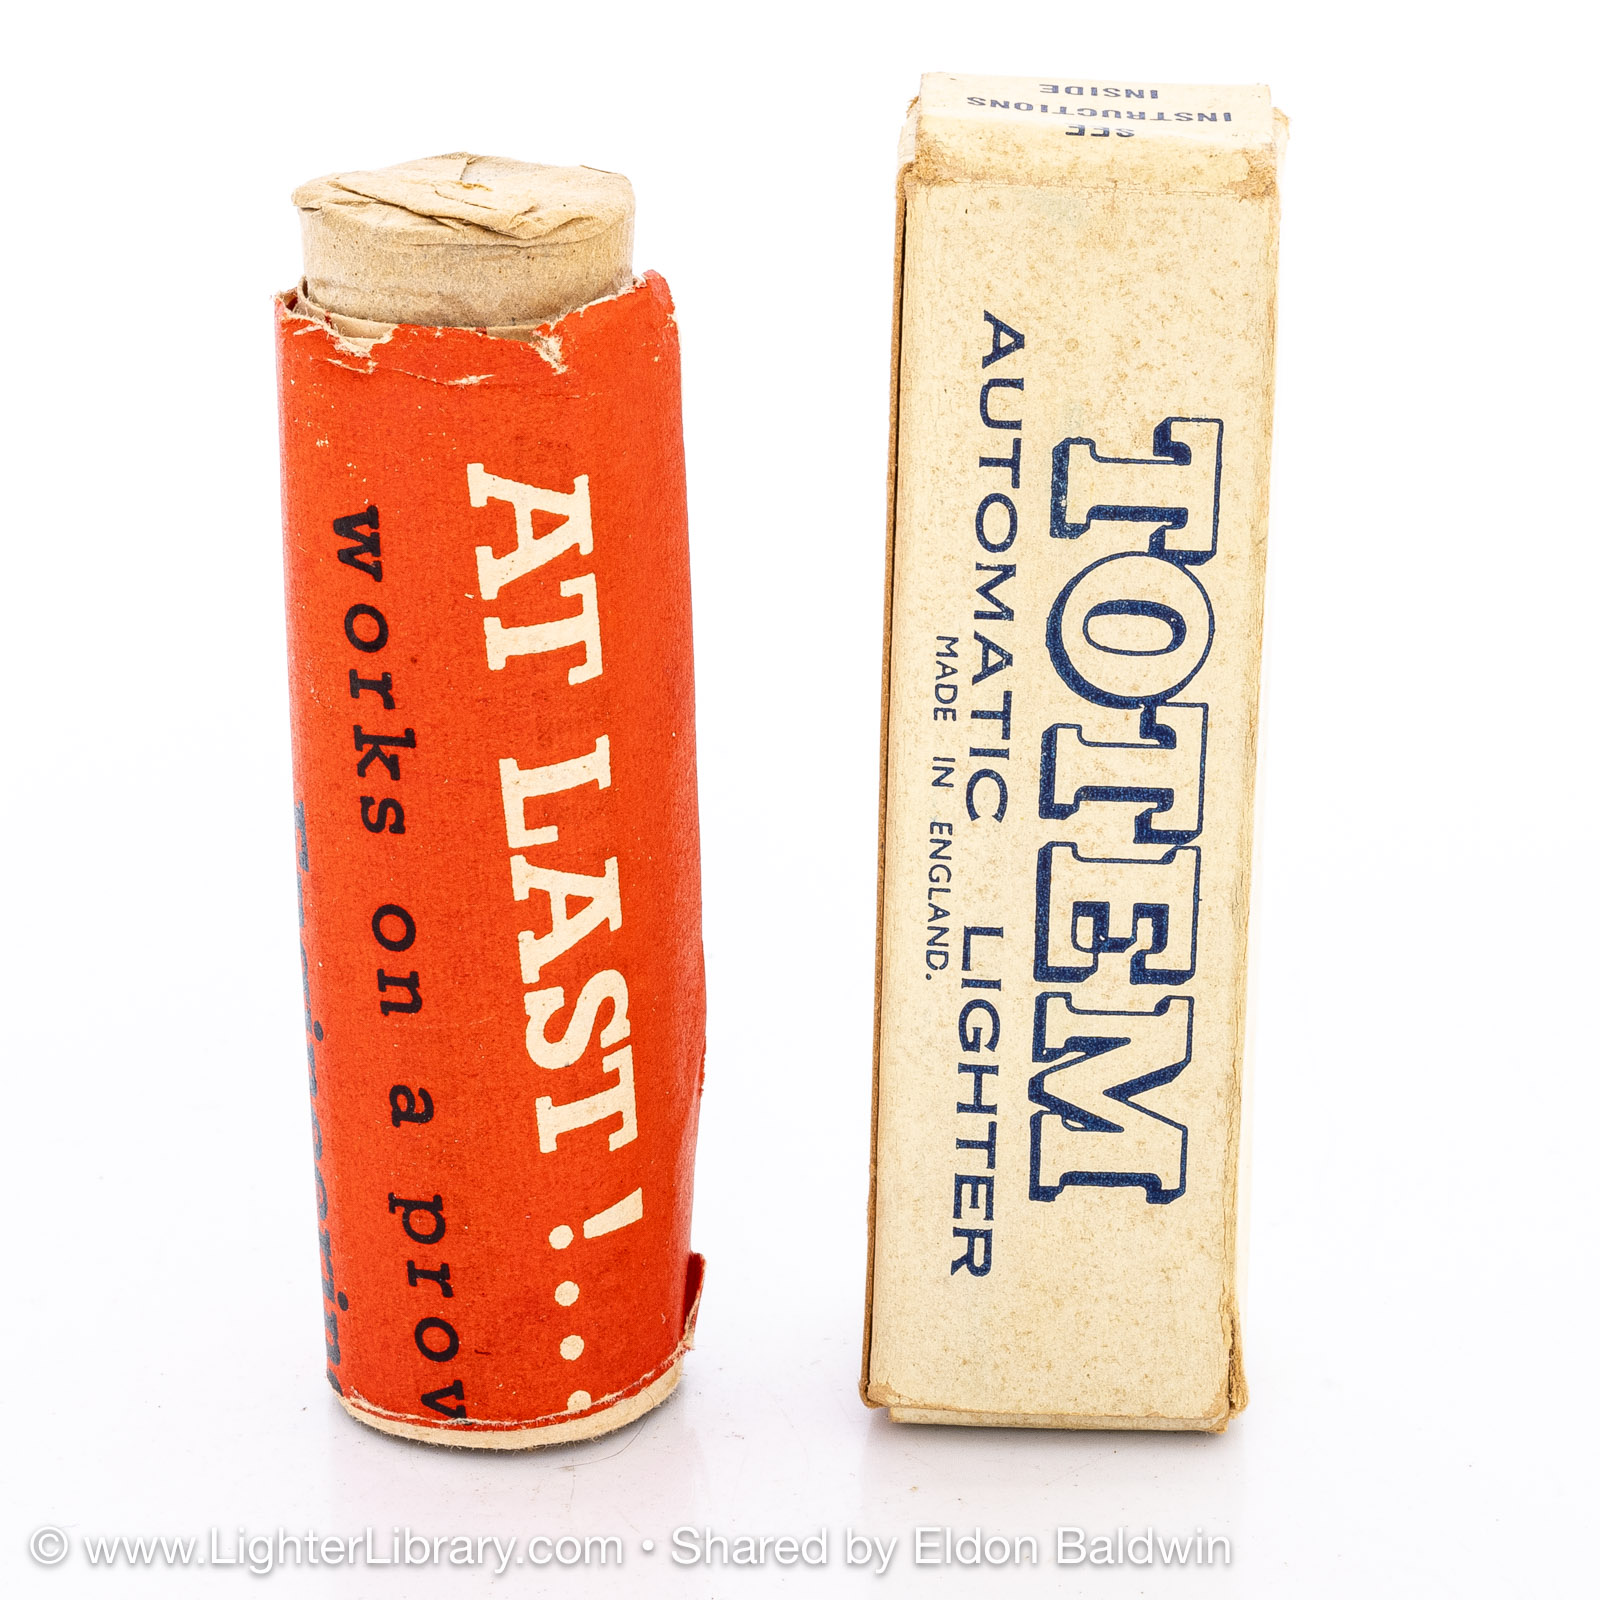 AT LAST!...
works on a prov
SEE
INSTRUCTIONS
INSIDE
TOTEM
AUTOMATIC LIGHTER
MADE IN ENGLAND.
© www.LighterLibrary.com • Shared by Eldon Baldwin